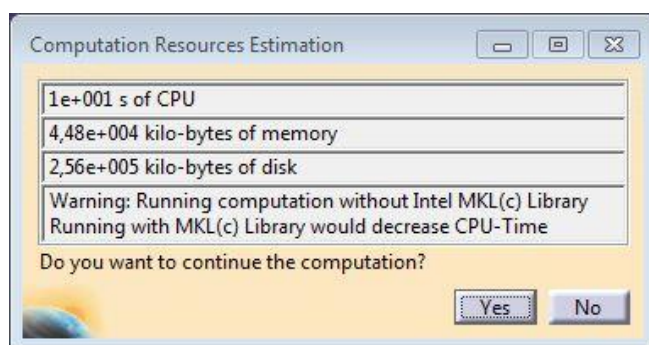 Computation Resources Estimation
1e+001 s of CPU
4,48e+004 kilo-bytes of memory
2,56e+005 kilo-bytes of disk
Warning: Running computation without Intel MKL(c) Library
Running with MKL(c) Library would decrease CPU-Time
Do you want to continue the computation?
Yes No